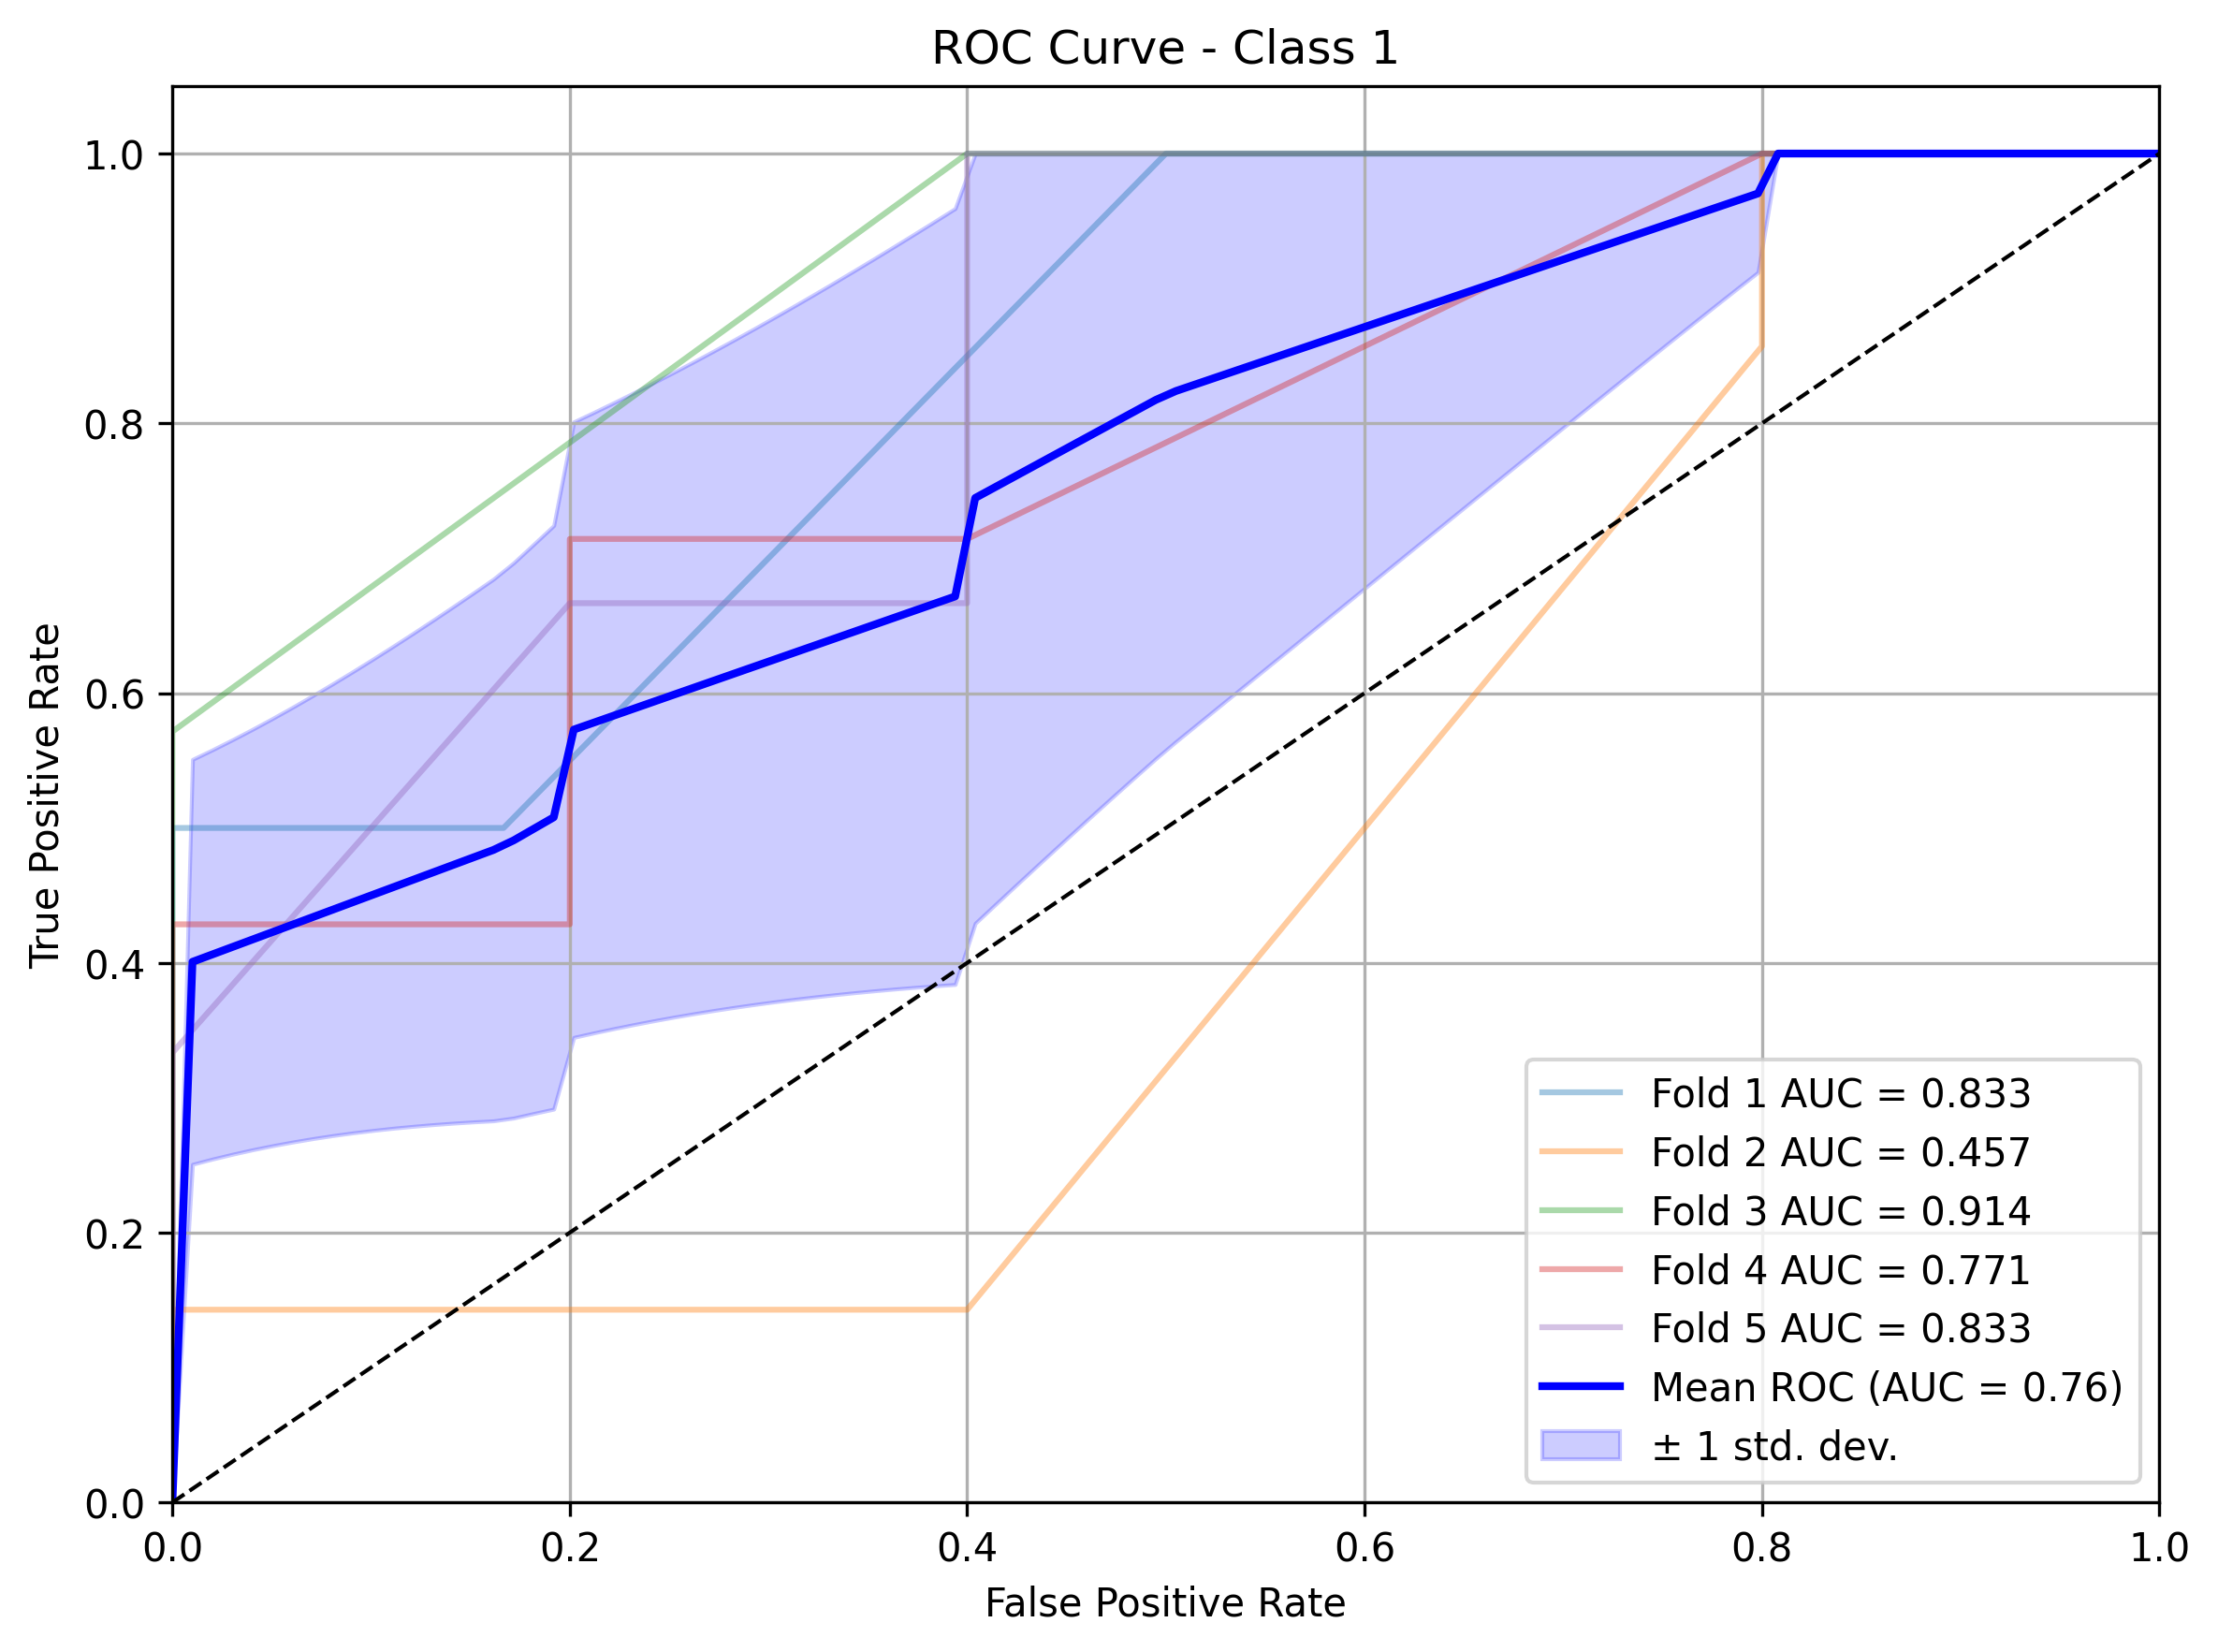 ROC Curve - Class 1
True Positive Rate
1.0
0.8
0.6
0.4
0.2
0.0
0.0 0.2 0.4 0.6 0.8 1.0
False Positive Rate
Fold 1 AUC = 0.833
Fold 2 AUC = 0.457
Fold 3 AUC = 0.914
Fold 4 AUC = 0.771
Fold 5 AUC = 0.833
Mean ROC (AUC = 0.76)
± 1 std. dev.